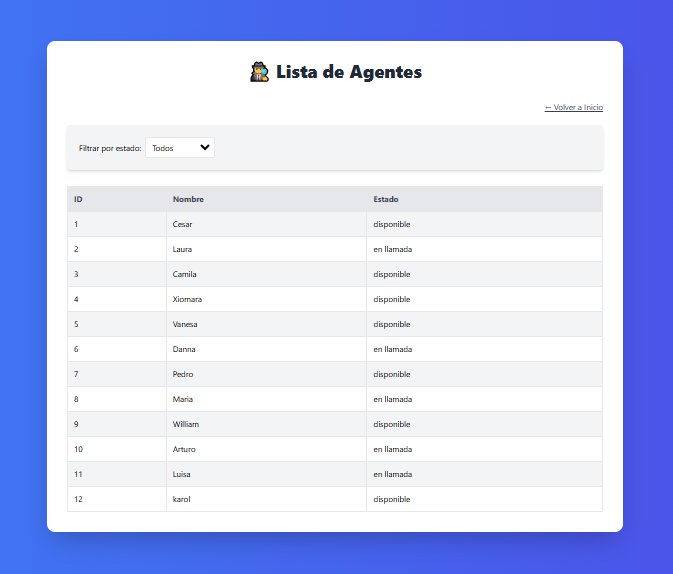 🕵️ Lista de Agentes
← Volver a Inicio
Filtrar por estado: Todos
ID Nombre Estado
1 Cesar disponible
2 Laura en llamada
3 Camila disponible
4 Xiomara disponible
5 Vanesa disponible
6 Danna en llamada
7 Pedro disponible
8 Maria en llamada
9 William disponible
10 Arturo en llamada
11 Luisa en llamada
12 karol disponible